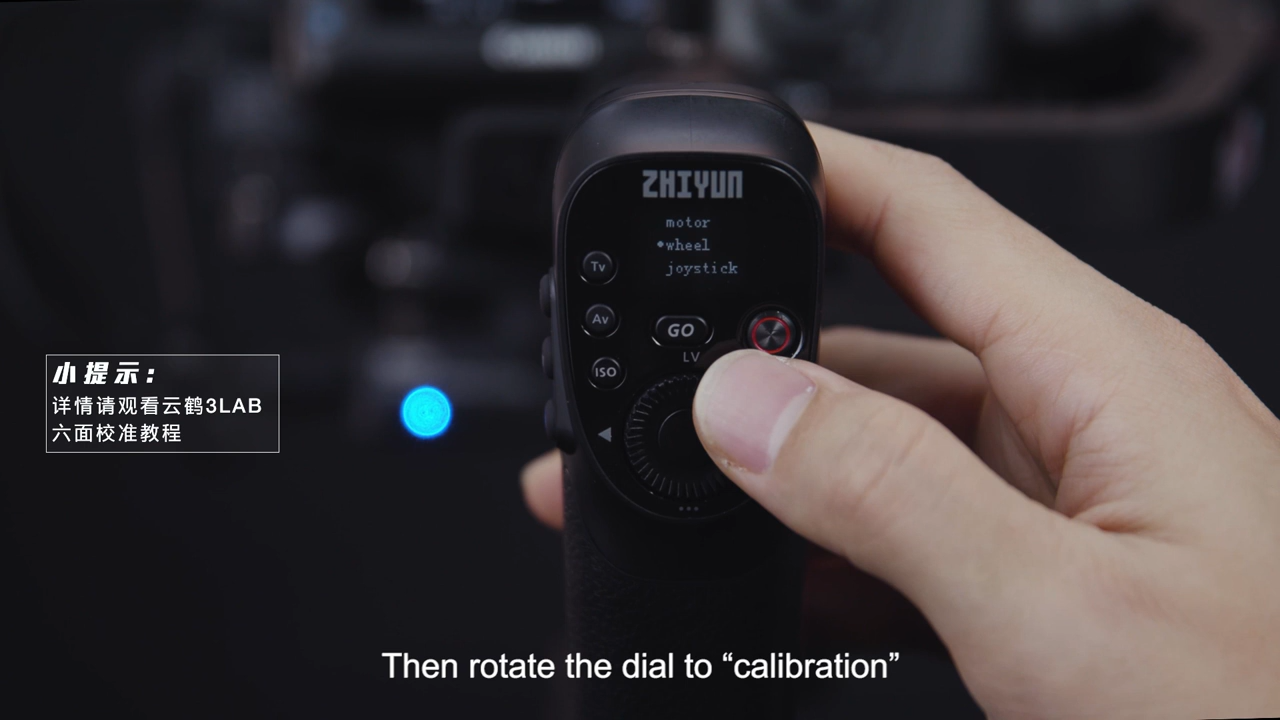 ZHIYUN
motor
•wheel
joystick
Tv
Av
GO
LV
ISO
小提示：
详情请观看云鹤3LAB
六面校准教程
Then rotate the dial to “calibration”